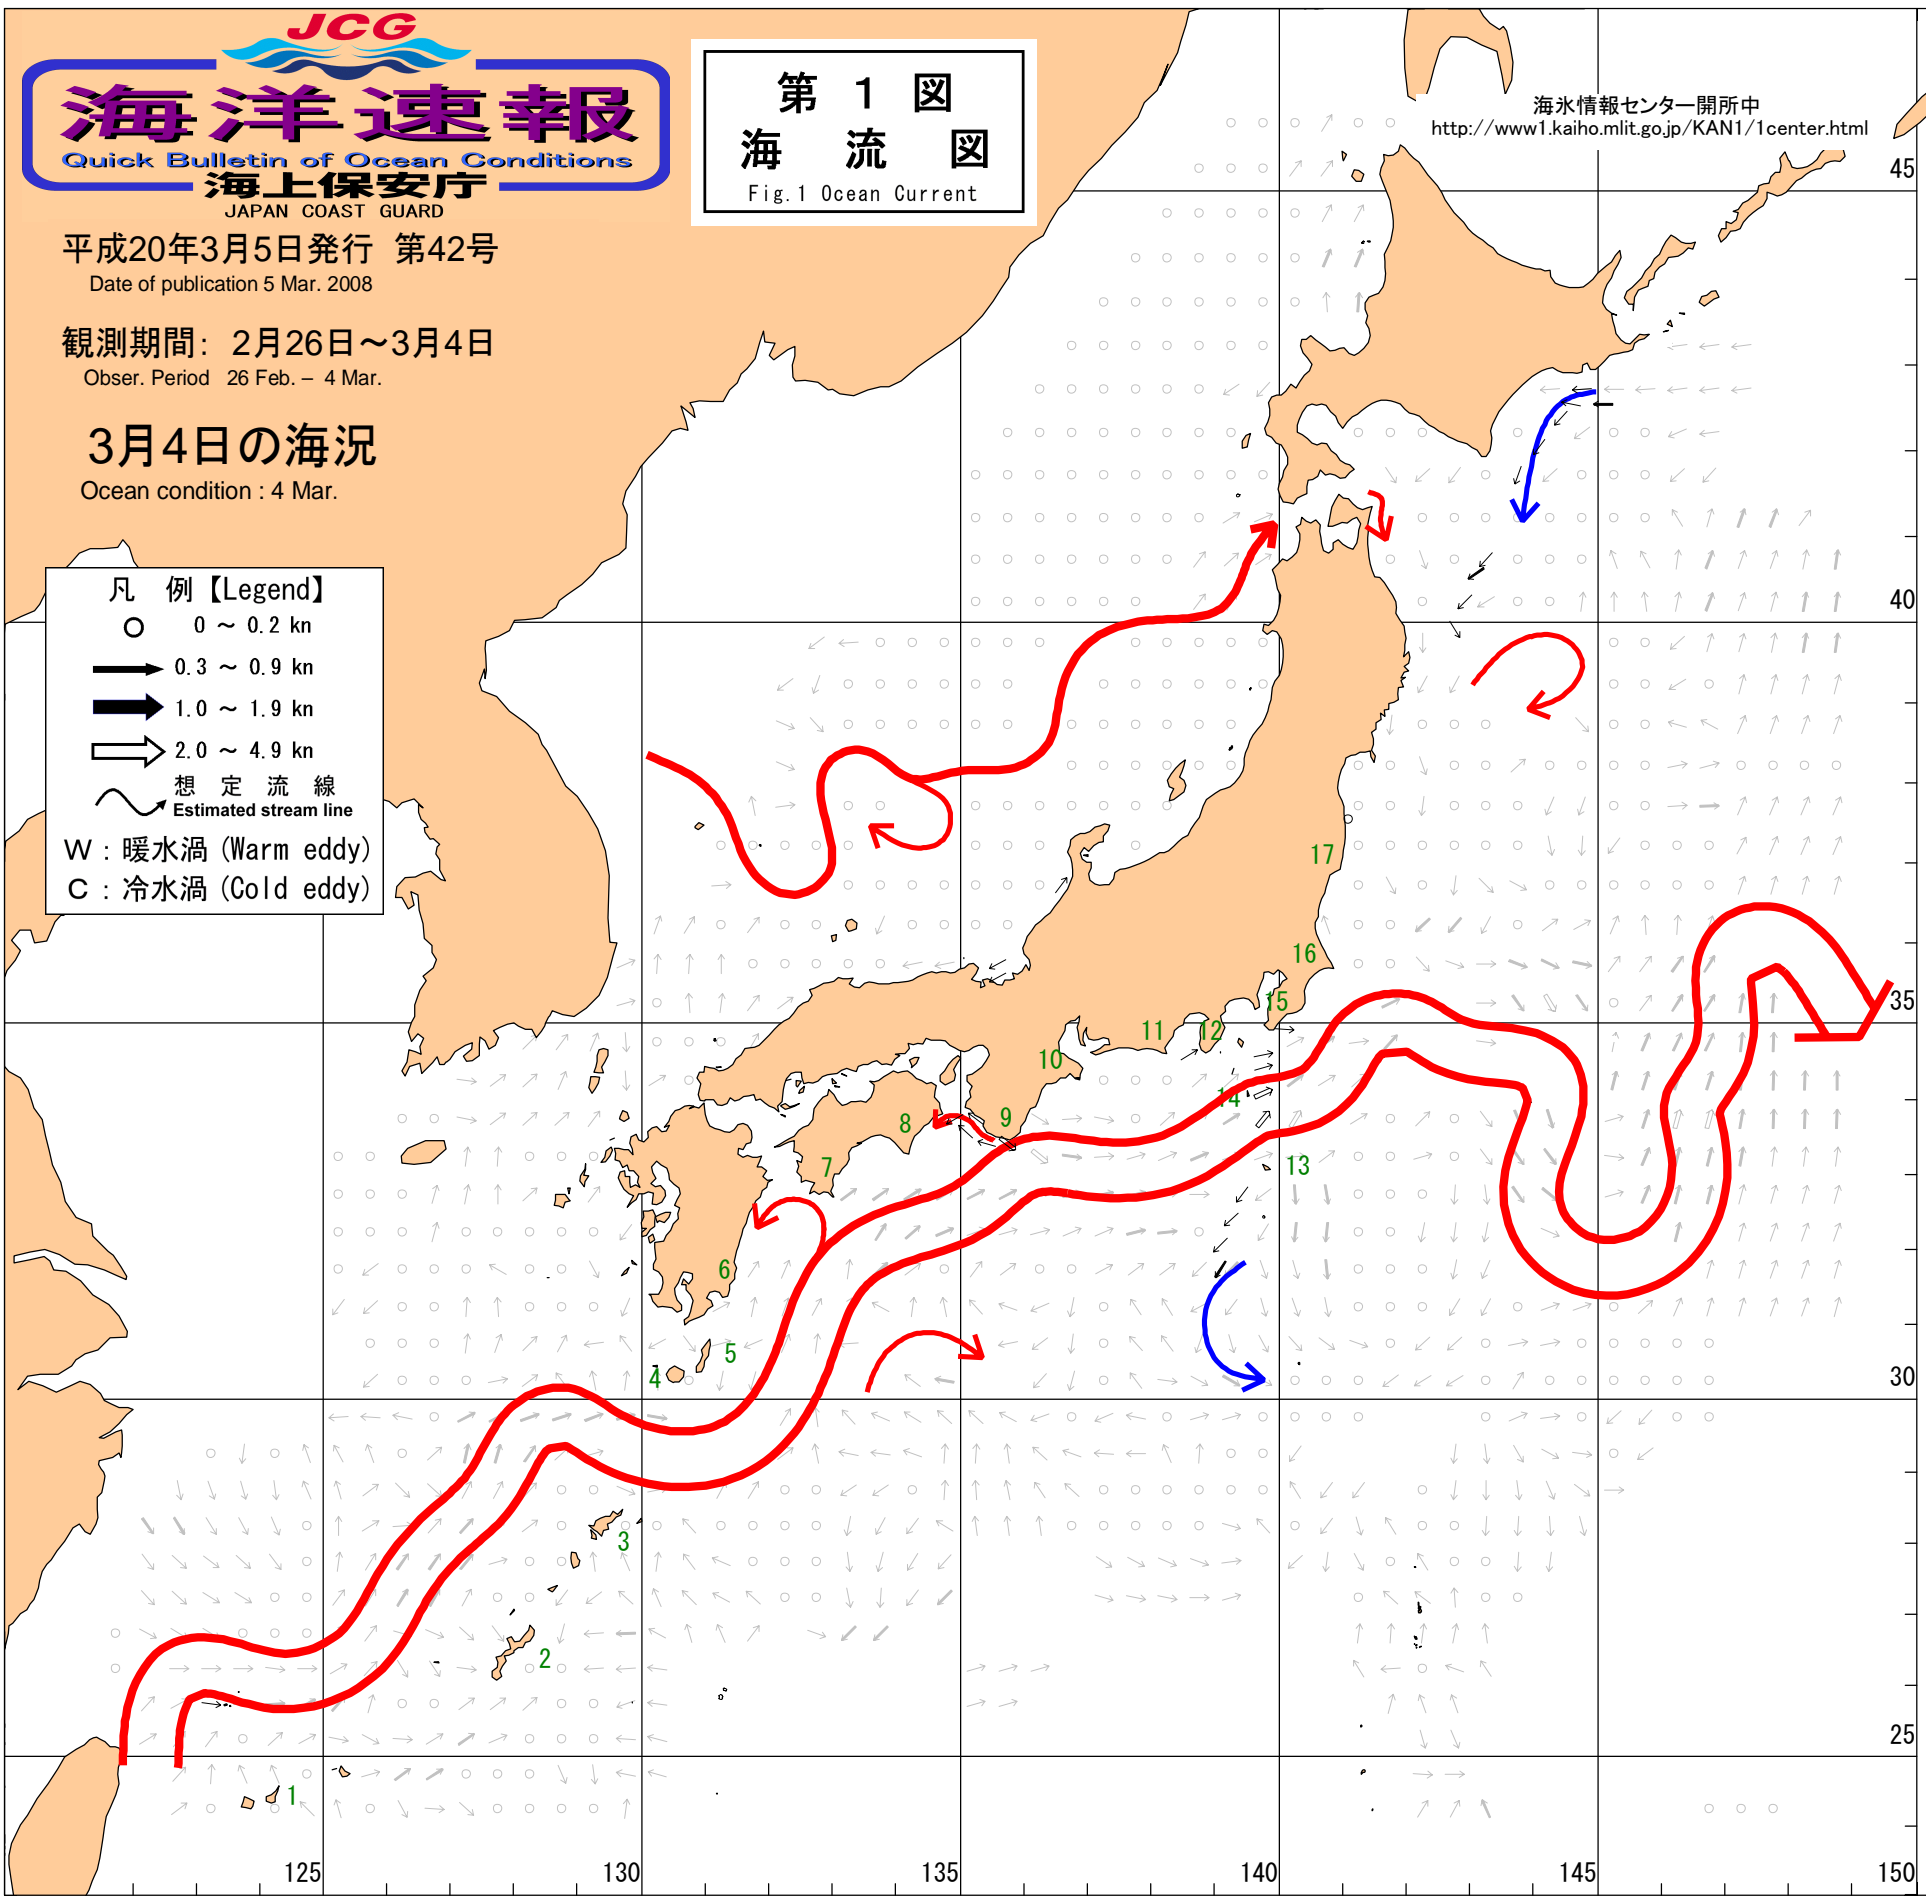 JCG
海洋速報
Quick Bulletin of Ocean Conditions
海上保安庁
JAPAN COAST GUARD
平成20年3月5日発行 第42号
Date of publication 5 Mar. 2008
観測期間: 2月26日～3月4日
Obser. Period 26 Feb. – 4 Mar.
3月4日の海況
Ocean condition : 4 Mar.
第 1 図
海 流 図
Fig.1 Ocean Current
海氷情報センター開所中
http://www1.kaiho.mlit.go.jp/KAN1/1center.html
凡 例【Legend】
0 ～ 0.2 kn
0.3 ～ 0.9 kn
1.0 ～ 1.9 kn
2.0 ～ 4.9 kn
想 定 流 線
Estimated stream line
W : 暖水渦 (Warm eddy)
C : 冷水渦 (Cold eddy)
45
40
17
16
35
15
12
11
10
14
9
8
13
7
6
5
4
30
3
2
25
1
125
130
135
140
145
150